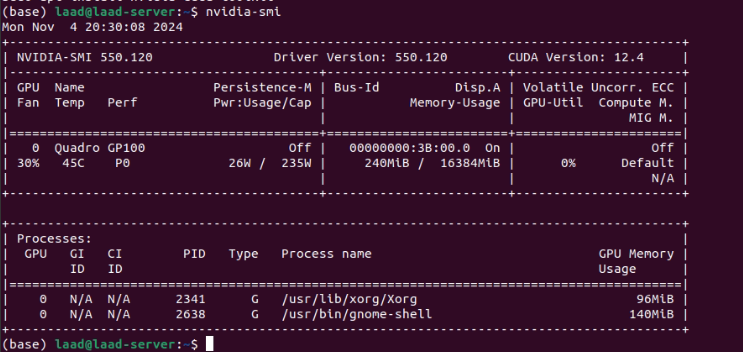 (base) laad@laad-server:~$ nvidia-smi
Mon Nov  4 20:30:08 2024
+-----------------------------------------------------------------------------------------+
| NVIDIA-SMI 550.120                Driver Version: 550.120        CUDA Version: 12.4     |
|-----------------------------------------+------------------------+----------------------+
| GPU  Name                 Persistence-M | Bus-Id          Disp.A | Volatile Uncorr. ECC |
| Fan  Temp   Perf          Pwr:Usage/Cap |           Memory-Usage | GPU-Util  Compute M. |
|                                         |                        |               MIG M. |
|=========================================+========================+======================|
|   0  Quadro GP100                   Off |   00000000:3B:00.0  On |                  Off |
| 30%   45C    P0              26W /  235W |     240MiB /  16384MiB |      0%      Default |
|                                         |                        |                  N/A |
+-----------------------------------------+------------------------+----------------------+
+-----------------------------------------------------------------------------------------+
| Processes:                                                                              |
|  GPU   GI   CI        PID   Type   Process name                              GPU Memory |
|        ID   ID                                                               Usage      |
|=========================================================================================|
|    0   N/A  N/A      2341      G   /usr/lib/xorg/Xorg                             96MiB |
|    0   N/A  N/A      2638      G   /usr/bin/gnome-shell                          140MiB |
+-----------------------------------------------------------------------------------------+
(base) laad@laad-server:~$